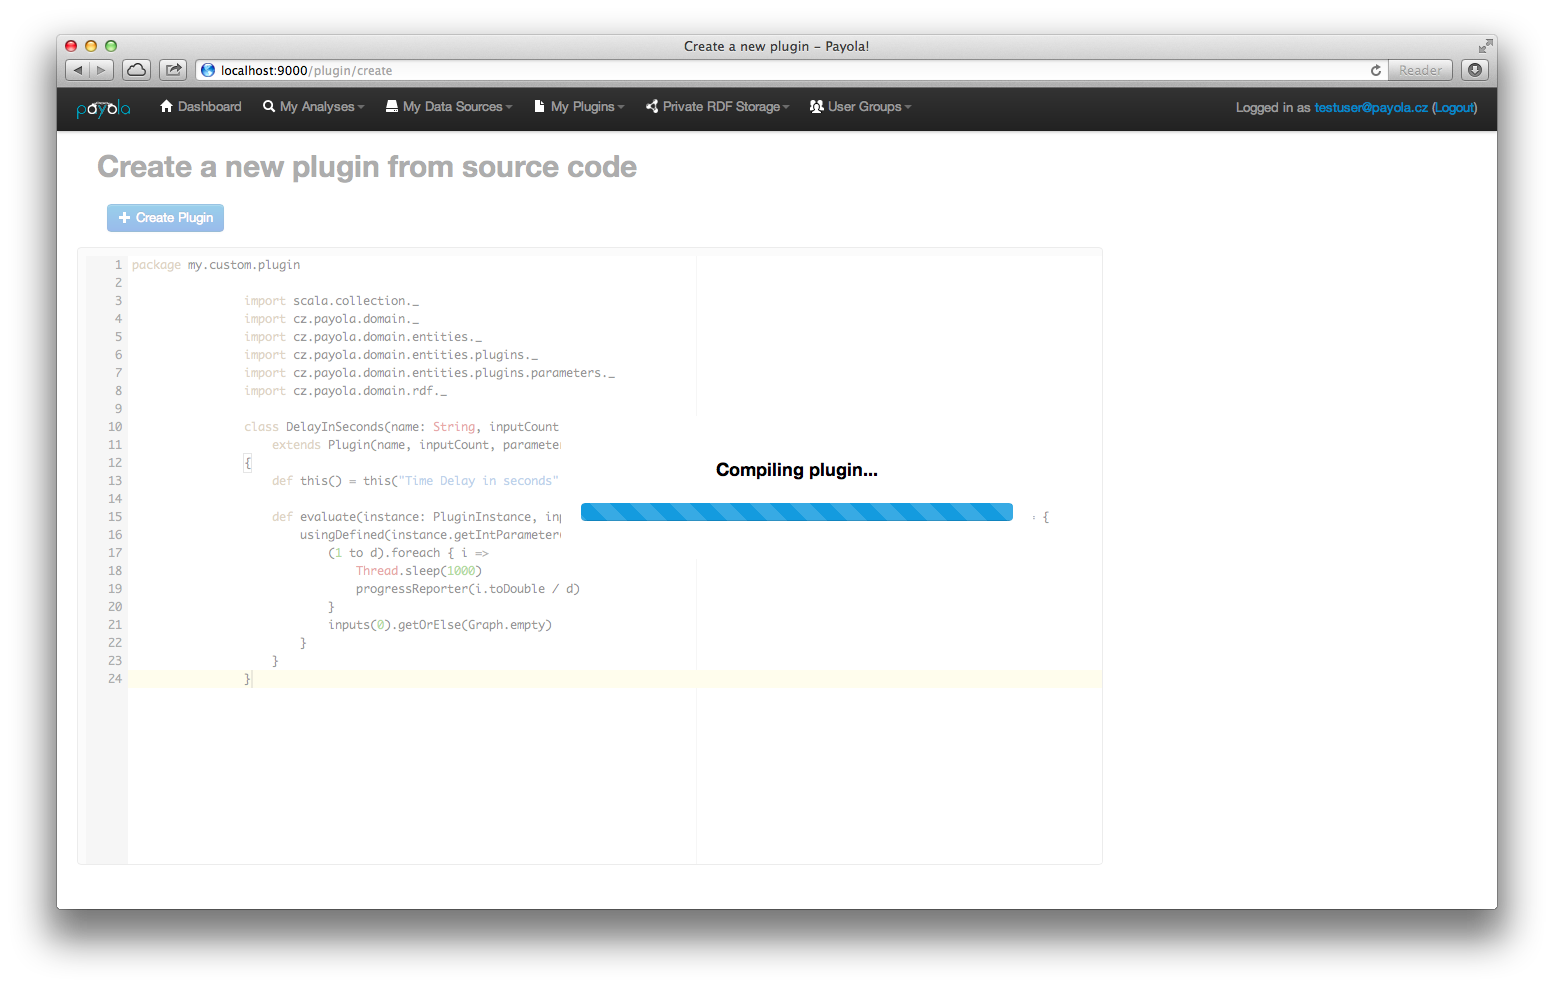 Create a new plugin – Payola!
localhost:9000/plugin/create
Reader
payola
Dashboard
My Analyses
My Data Sources
My Plugins
Private RDF Storage
User Groups
Logged in as testuser@payola.cz (Logout)
Create a new plugin from source code
Create Plugin
1 package my.custom.plugin
2
3 import scala.collection._
4 import cz.payola.domain._
5 import cz.payola.domain.entities._
6 import cz.payola.domain.entities.plugins._
7 import cz.payola.domain.entities.plugins.parameters._
8 import cz.payola.domain.rdf._
9
10 class DelayInSeconds(name: String, inputCount
11 extends Plugin(name, inputCount, parameter
12 {
13 def this() = this("Time Delay in seconds"
14
15 def evaluate(instance: PluginInstance, inp = {
16 usingDefined(instance.getIntParameter(
17 (1 to d).foreach { i =>
18 Thread.sleep(1000)
19 progressReporter(i.toDouble / d)
20 }
21 inputs(0).getOrElse(Graph.empty)
22 }
23 }
24 }
Compiling plugin...